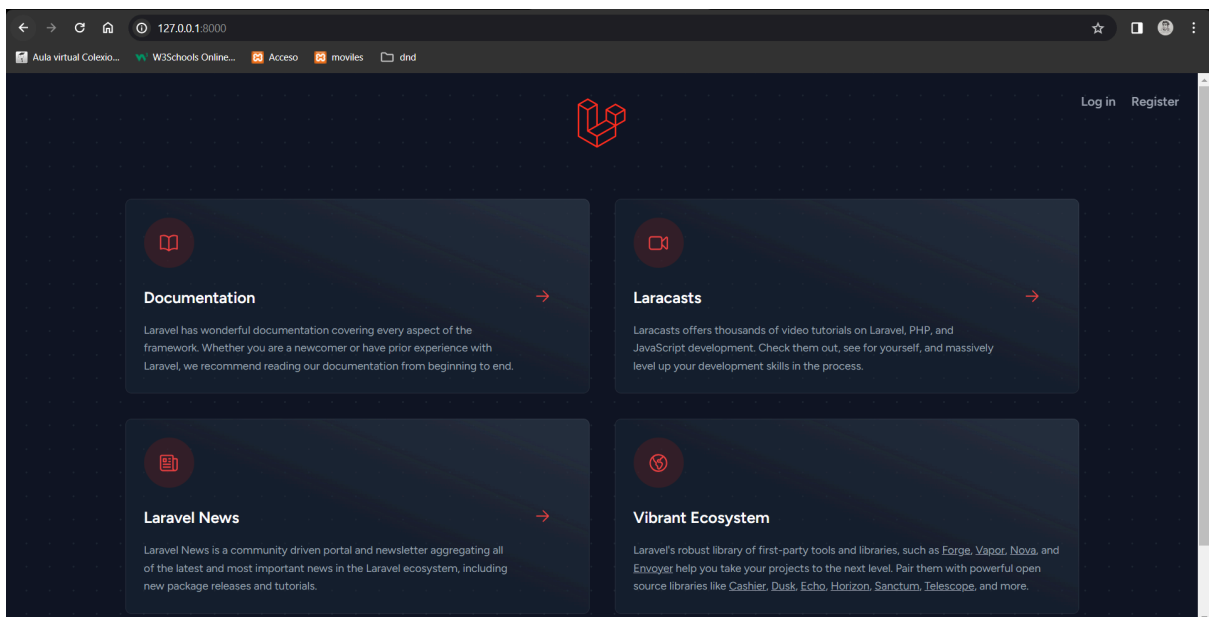 127.0.0.1:8000
Aula virtual Colexio... W3Schools Online... Acceso moviles dnd
Log in Register
Documentation
Laravel has wonderful documentation covering every aspect of the
framework. Whether you are a newcomer or have prior experience with
Laravel, we recommend reading our documentation from beginning to end.
Laracasts
Laracasts offers thousands of video tutorials on Laravel, PHP, and
JavaScript development. Check them out, see for yourself, and massively
level up your development skills in the process.
Laravel News
Laravel News is a community driven portal and newsletter aggregating all
of the latest and most important news in the Laravel ecosystem, including
new package releases and tutorials.
Vibrant Ecosystem
Laravel's robust library of first-party tools and libraries, such as Forge, Vapor, Nova, and
Envoyer help you take your projects to the next level. Pair them with powerful open
source libraries like Cashier, Dusk, Echo, Horizon, Sanctum, Telescope, and more.